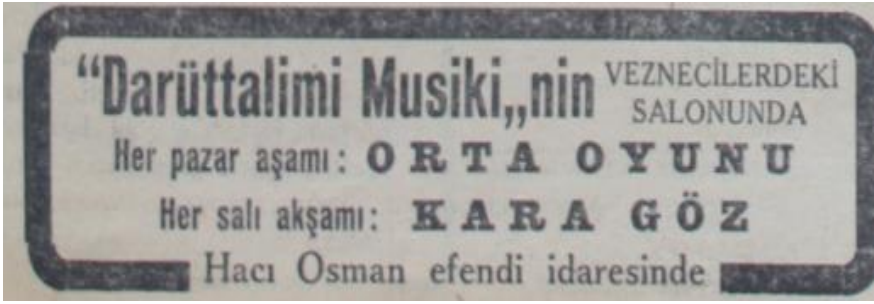 “Darüttalimi Musiki„nin VEZNECİLERDEKİ
SALONUNDA
Her pazar aşamı: ORTA OYUNU
Her salı akşamı: KARA GÖZ
Hacı Osman efendi idaresinde